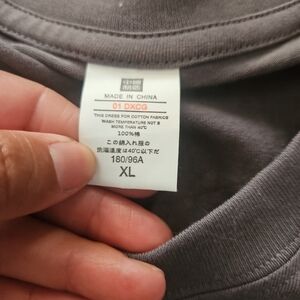 MADE IN CHINA
01 DXCG
THIS DRESS FOR COTTON FABRICS
WASH TEMPERATURE NOT B
MORE THAN 40℃
100%棉
この綿入れ服の
洗濯温度は40℃以下だ
180/96A
XL